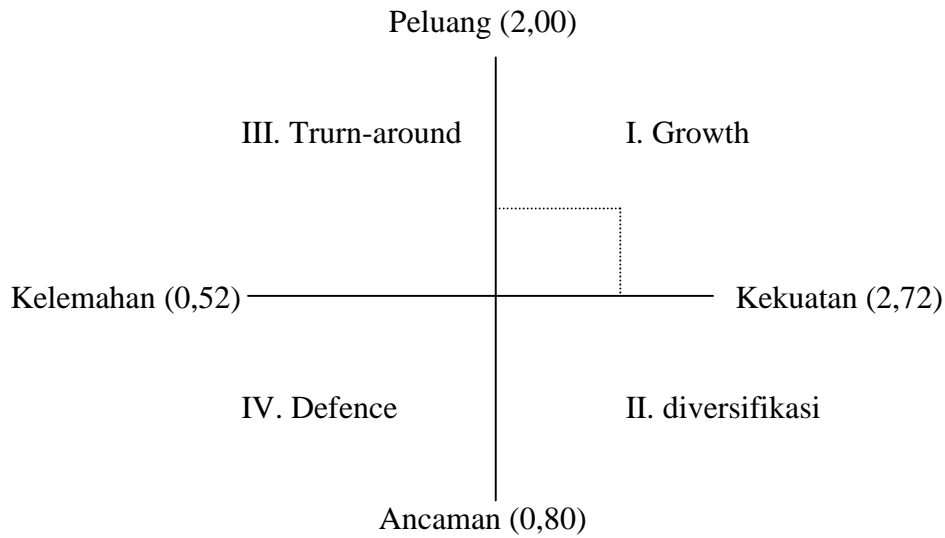 Peluang (2,00)
III. Trurn-around
I. Growth
Kelemahan (0,52)
Kekuatan (2,72)
IV. Defence
II. diversifikasi
Ancaman (0,80)